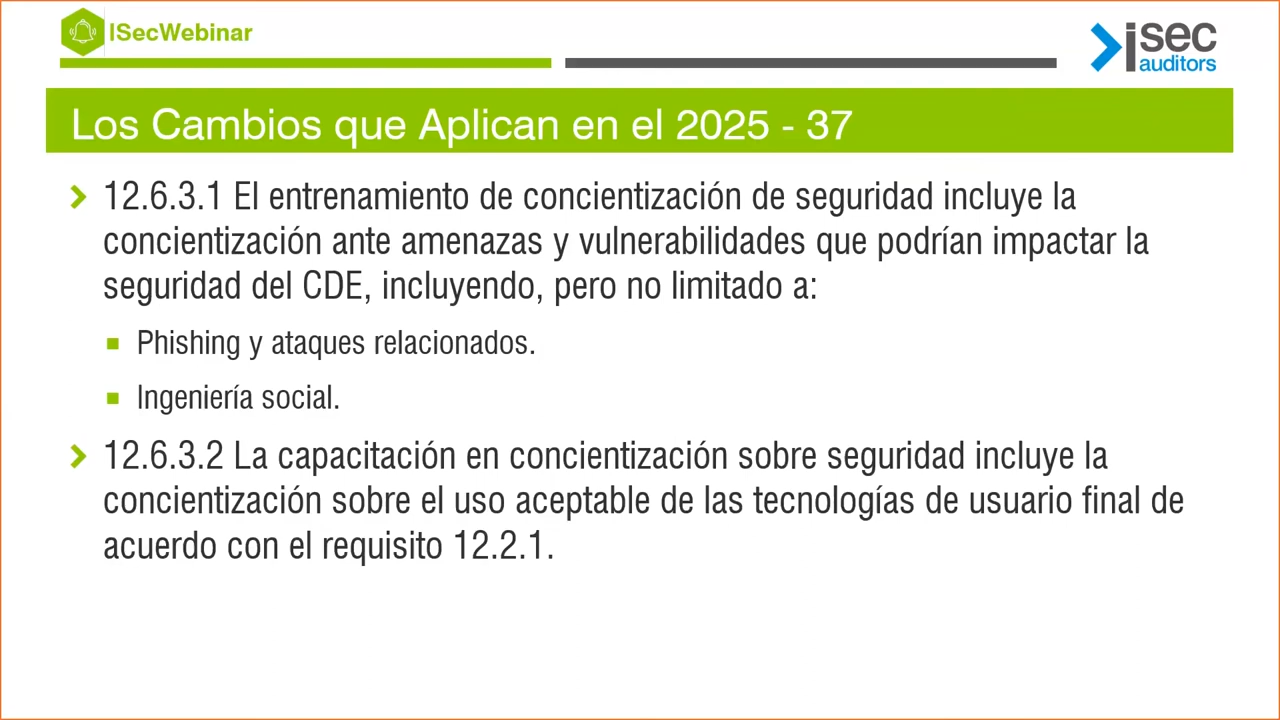 ISecWebinar
isec
auditors
Los Cambios que Aplican en el 2025 - 37
12.6.3.1 El entrenamiento de concientización de seguridad incluye la
concientización ante amenazas y vulnerabilidades que podrían impactar la
seguridad del CDE, incluyendo, pero no limitado a:
Phishing y ataques relacionados.
Ingeniería social.
12.6.3.2 La capacitación en concientización sobre seguridad incluye la
concientización sobre el uso aceptable de las tecnologías de usuario final de
acuerdo con el requisito 12.2.1.